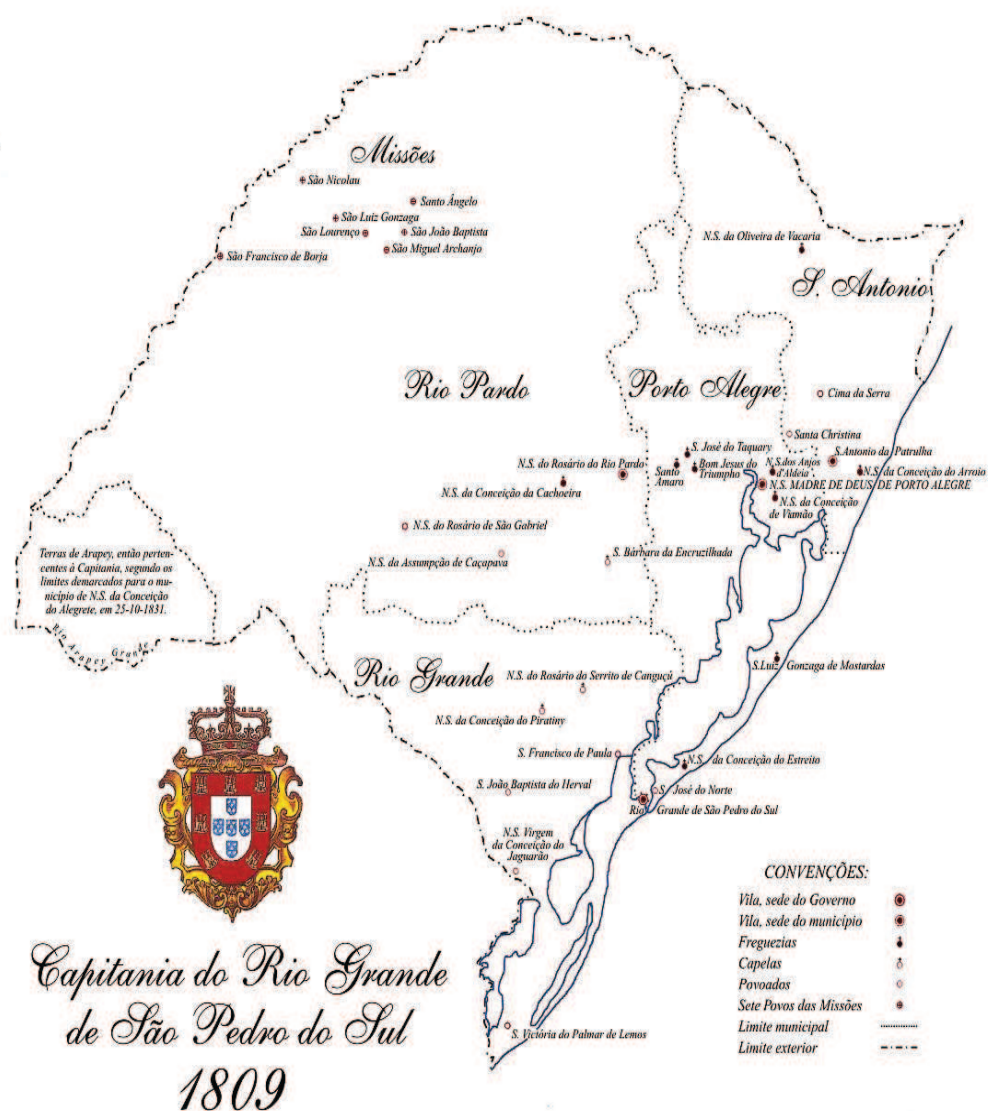 Missões
São Nicolau
Santo Ângelo
São Luiz Gonzaga
São Lourenço
São João Baptista
São Miguel Archanjo
São Francisco de Borja
N.S. da Oliveira de Vacaria
S. Antonio
Rio Pardo
Porto Alegre
Cima da Serra
Santa Christina
S. José do Taquary
S.Antonio da Patrulha
N.S. do Rosário do Rio Pardo
Santo
Amaro
Bom Jesus do
Triumpho
N.S.dos Anjos
d'Aldeia
N.S. da Conceição do Arroio
N.S. MADRE DE DEUS DE PORTO ALEGRE
N.S. da Conceição da Cachoeira
N.S. da Conceição
de Viamão
N.S. do Rosário de São Gabriel
N.S. da Assumpção de Caçapava
S. Bárbara da Encruzilhada
Terras de Arapey, então perten-
centes à Capitania, segundo os
limites demarcados para o mu-
nicípio de N.S. da Conceição
do Alegrete, em 25-10-1831.
Rio Arapey Grande
Rio Grande
N.S. do Rosário do Serrito de Canguçú
S.Luiz Gonzaga de Mostardas
N.S. da Conceição do Piratiny
S. Francisco de Paula
N.S. da Conceição do Estreito
S. João Baptista do Herval
S. José do Norte
Rio Grande de São Pedro do Sul
N.S. Virgem
da Conceição do
Jaguarão
S. Victória do Palmar de Lemos
Capitania do Rio Grande
de São Pedro do Sul
1809
CONVENÇÕES:
Vila, sede do Governo
Vila, sede do município
Freguezias
Capelas
Povoados
Sete Povos das Missões
Limite municipal
Limite exterior